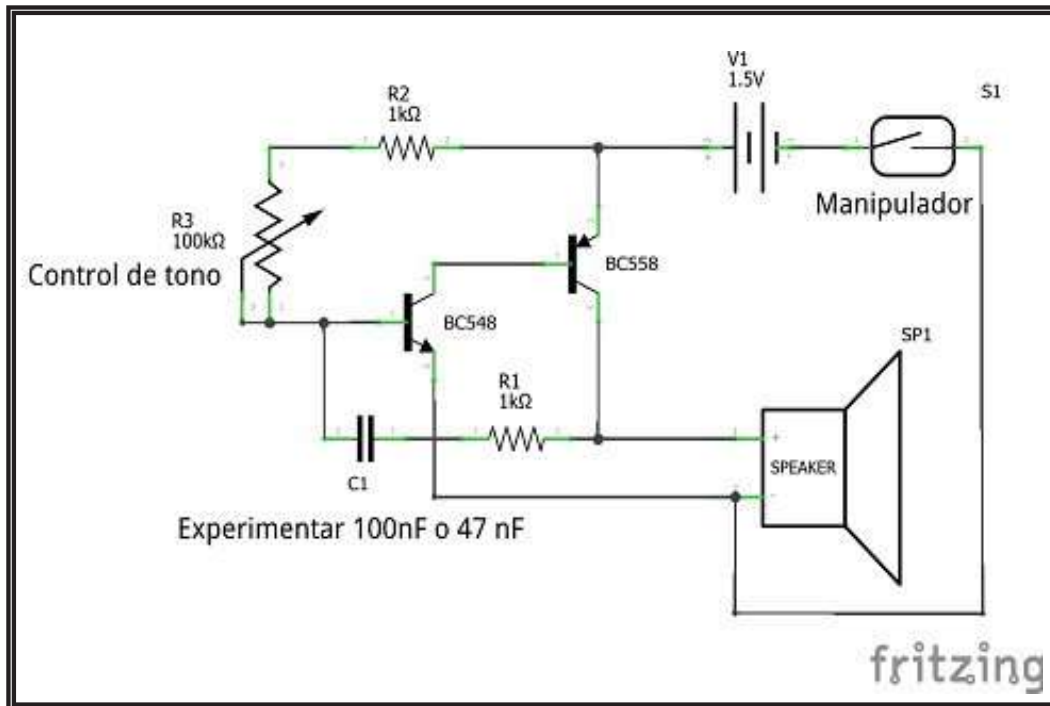 V1
1.5V
S1
R2
1kΩ
Manipulador
R3
100kΩ
Control de tono
BC558
BC548
SP1
R1
1kΩ
SPEAKER
+
-
C1
Experimentar 100nF o 47 nF
fritzing